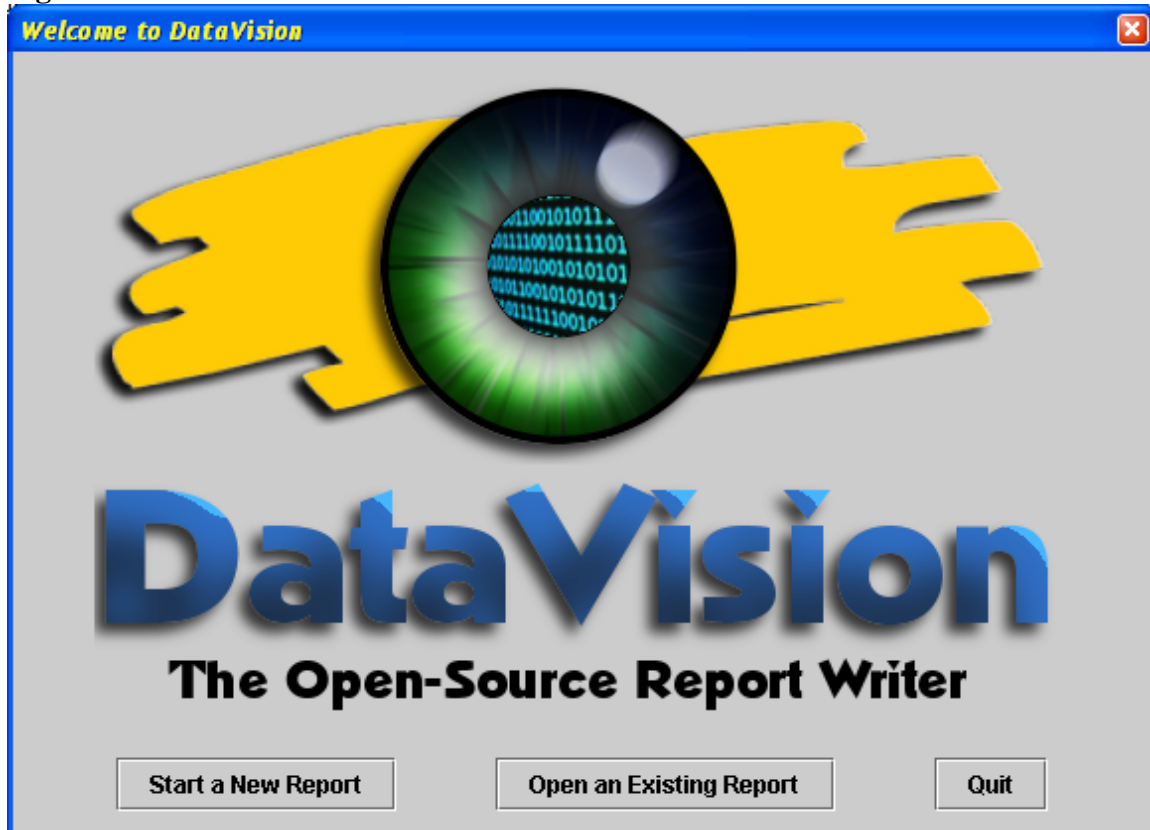 Welcome to DataVision
DataVision
The Open-Source Report Writer
Start a New Report
Open an Existing Report
Quit